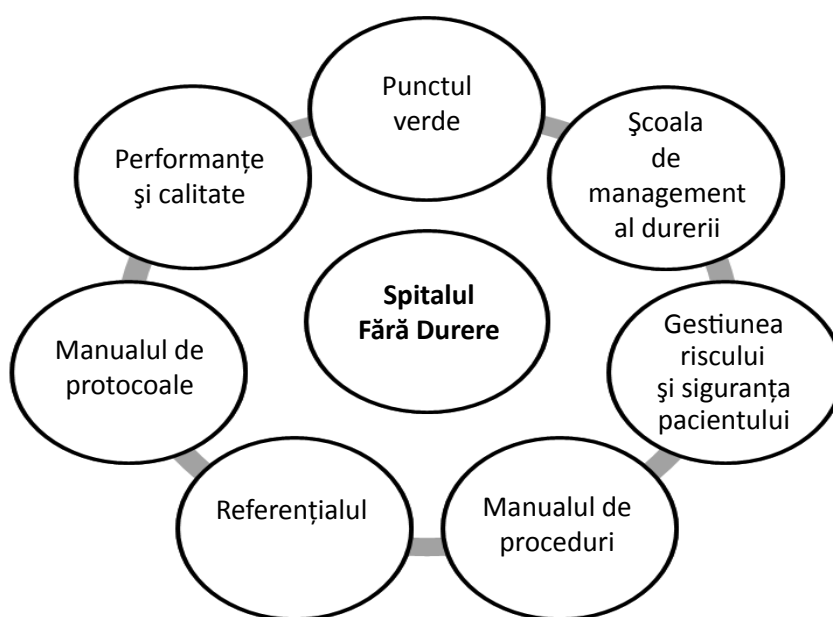 Punctul
verde
Şcoala
de
management
al durerii
Gestiunea
riscului
şi siguranța
pacientului
Manualul de
proceduri
Referențialul
Manualul de
protocoale
Performanțe
şi calitate
Spitalul
Fără Durere